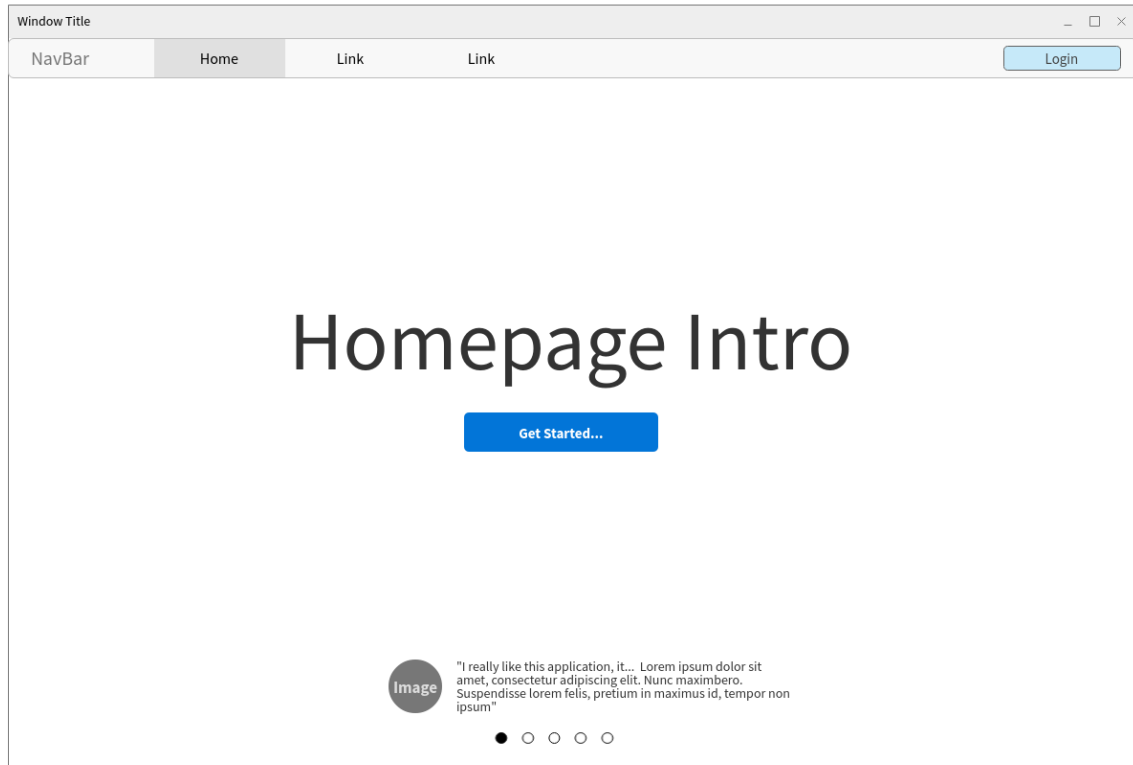 Window Title
NavBar Home Link Link Login
Homepage Intro
Get Started...
Image
"I really like this application, it...  Lorem ipsum dolor sit
amet, consectetur adipiscing elit. Nunc maximbero.
Suspendisse lorem felis, pretium in maximus id, tempor non
ipsum"